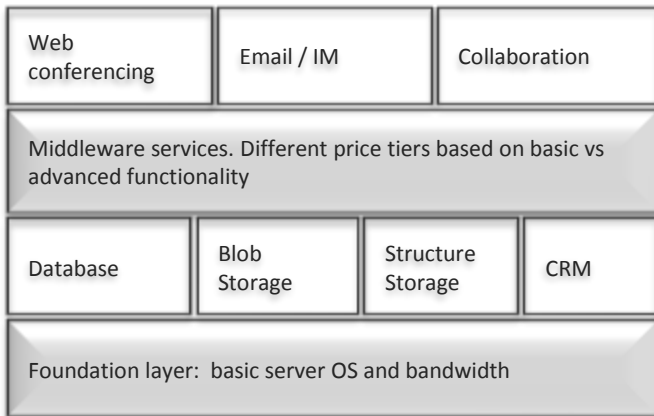 Web
conferencing
Email / IM
Collaboration
Middleware services. Different price tiers based on basic vs
advanced functionality
Database
Blob
Storage
Structure
Storage
CRM
Foundation layer:  basic server OS and bandwidth